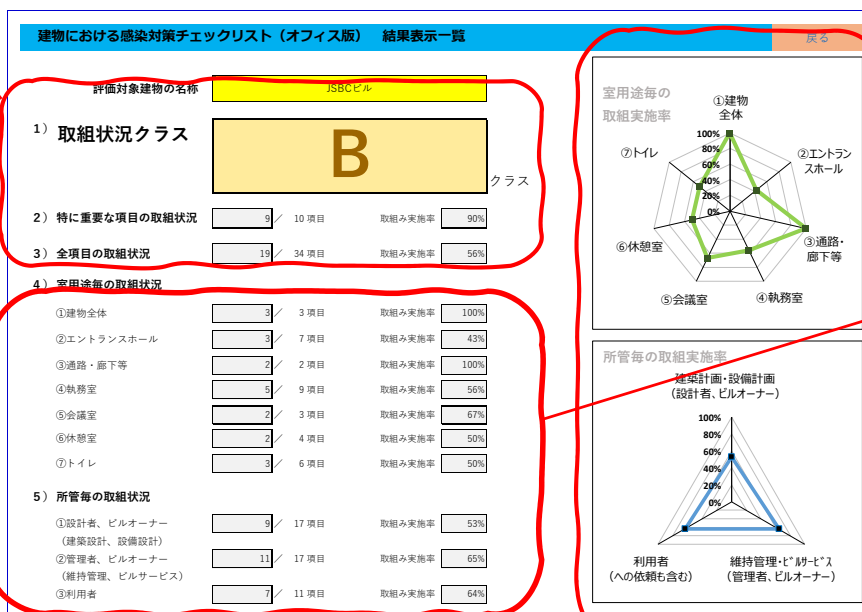 建物における感染対策チェックリスト（オフィス版）　結果表示一覧
戻る
評価対象建物の名称 JSBCビル
1） 取組状況クラス B クラス
2） 特に重要な項目の取組状況 9 ／ 10 項目 取組み実施率 90%
3） 全項目の取組状況 19 ／ 34 項目 取組み実施率 56%
4） 室用途毎の取組状況
①建物全体 3 ／ 3 項目 取組み実施率 100%
②エントランスホール 3 ／ 7 項目 取組み実施率 43%
③通路・廊下等 2 ／ 2 項目 取組み実施率 100%
④執務室 5 ／ 9 項目 取組み実施率 56%
⑤会議室 2 ／ 3 項目 取組み実施率 67%
⑥休憩室 2 ／ 4 項目 取組み実施率 50%
⑦トイレ 3 ／ 6 項目 取組み実施率 50%
5） 所管毎の取組状況
①設計者、ビルオーナー 9 ／ 17 項目 取組み実施率 53%
（建築設計、設備設計）
②管理者、ビルオーナー 11 ／ 17 項目 取組み実施率 65%
（維持管理、ビルサービス）
③利用者 7 ／ 11 項目 取組み実施率 64%
室用途毎の
取組実施率
①建物
全体
100%
80%
60%
40%
20%
0%
②エントラン
スホール
③通路・
廊下等
④執務室
⑤会議室
⑥休憩室
⑦トイレ
所管毎の取組実施率
建築計画・設備計画
（設計者、ビルオーナー）
100%
80%
60%
40%
20%
0%
利用者
（への依頼も含む）
維持管理・ﾋﾞﾙｻｰﾋﾞｽ
（管理者、ビルオーナー）